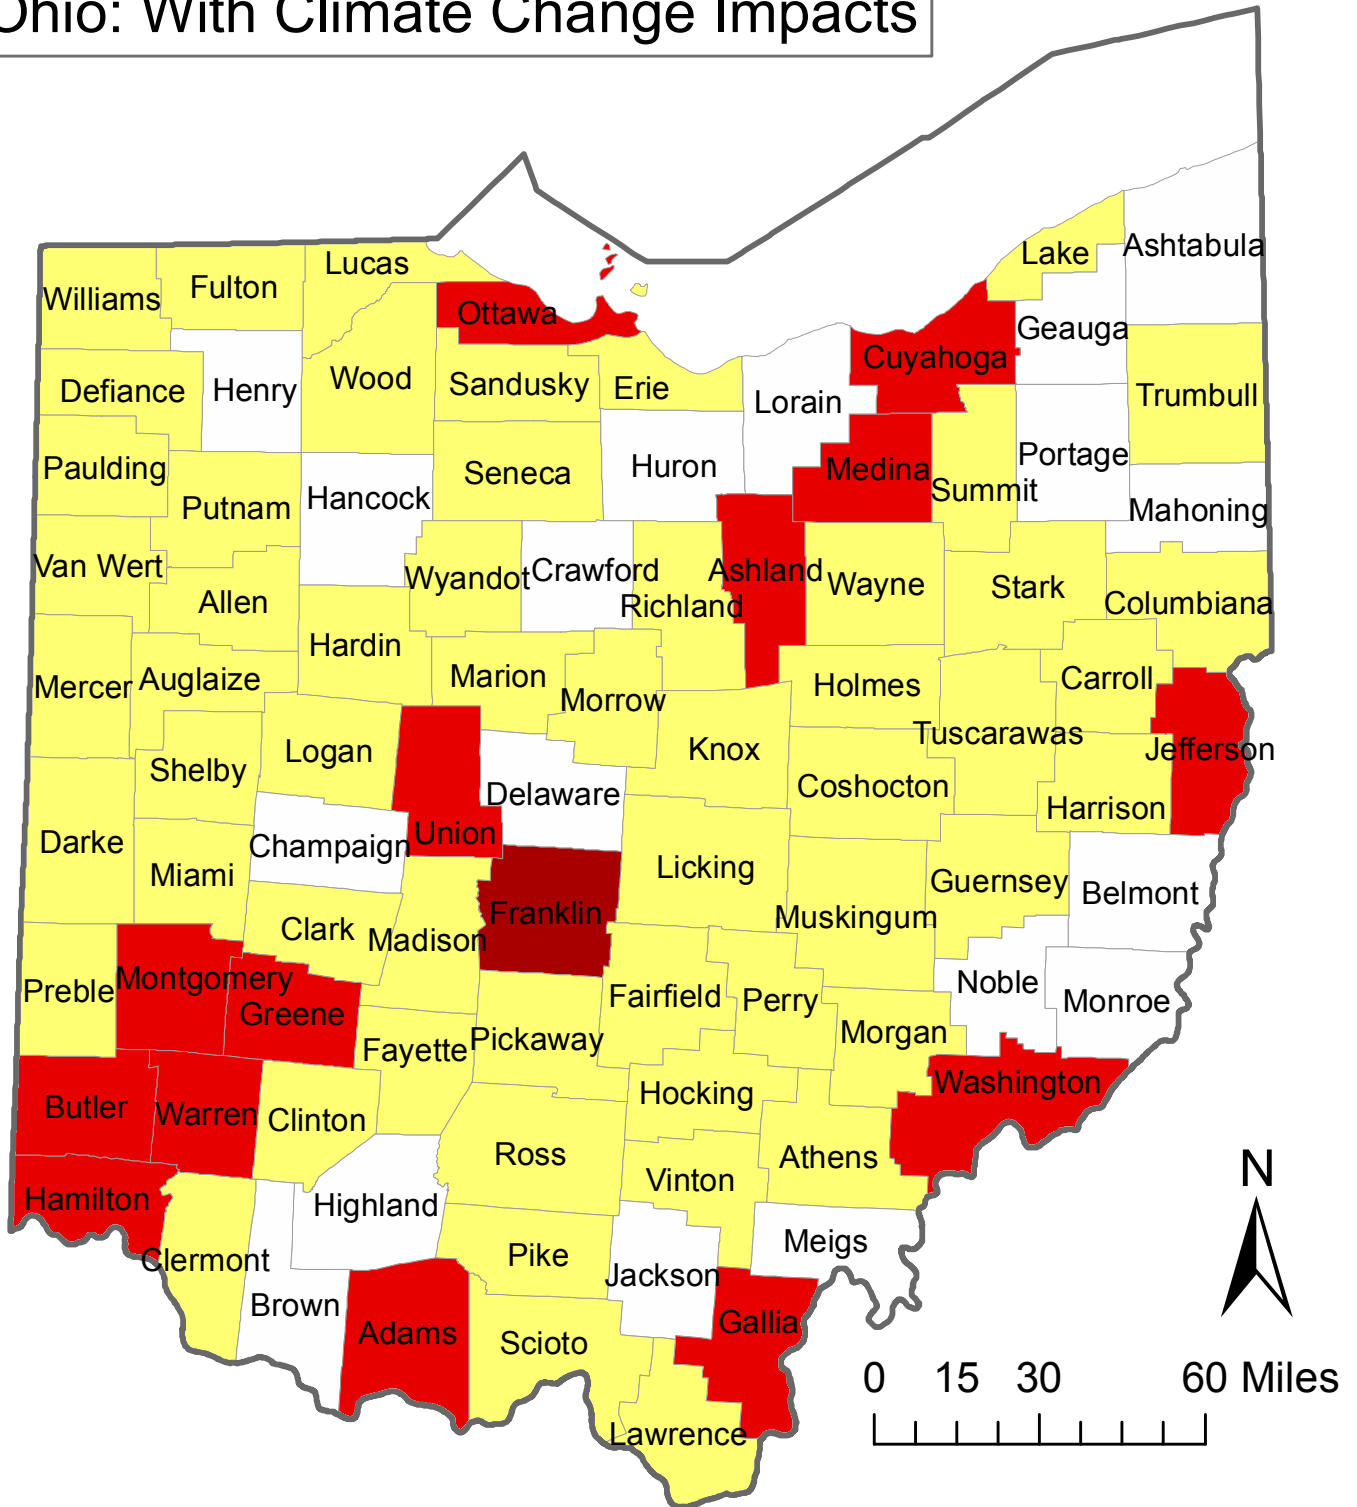 Ohio: With Climate Change Impacts
Lake
Ashtabula
Lucas
Fulton
Williams
Ottawa
Geauga
Cuyahoga
Wood
Sandusky
Erie
Defiance
Henry
Lorain
Trumbull
Paulding
Seneca
Huron
Medina
Portage
Putnam
Hancock
Summit
Mahoning
Van Wert
Wyandot
Crawford
Ashland
Wayne
Stark
Allen
Richland
Columbiana
Hardin
Mercer
Auglaize
Marion
Morrow
Holmes
Carroll
Logan
Knox
Tuscarawas
Jefferson
Shelby
Delaware
Coshocton
Harrison
Darke
Champaign
Union
Miami
Licking
Guernsey
Belmont
Clark
Madison
Franklin
Muskingum
Preble
Montgomery
Greene
Fairfield
Perry
Noble
Monroe
Fayette
Pickaway
Morgan
Butler
Warren
Clinton
Hocking
Washington
Ross
Athens
Vinton
Hamilton
Highland
N
Clermont
Pike
Meigs
Brown
Jackson
Adams
Scioto
Gallia
0 15 30 60 Miles
Lawrence